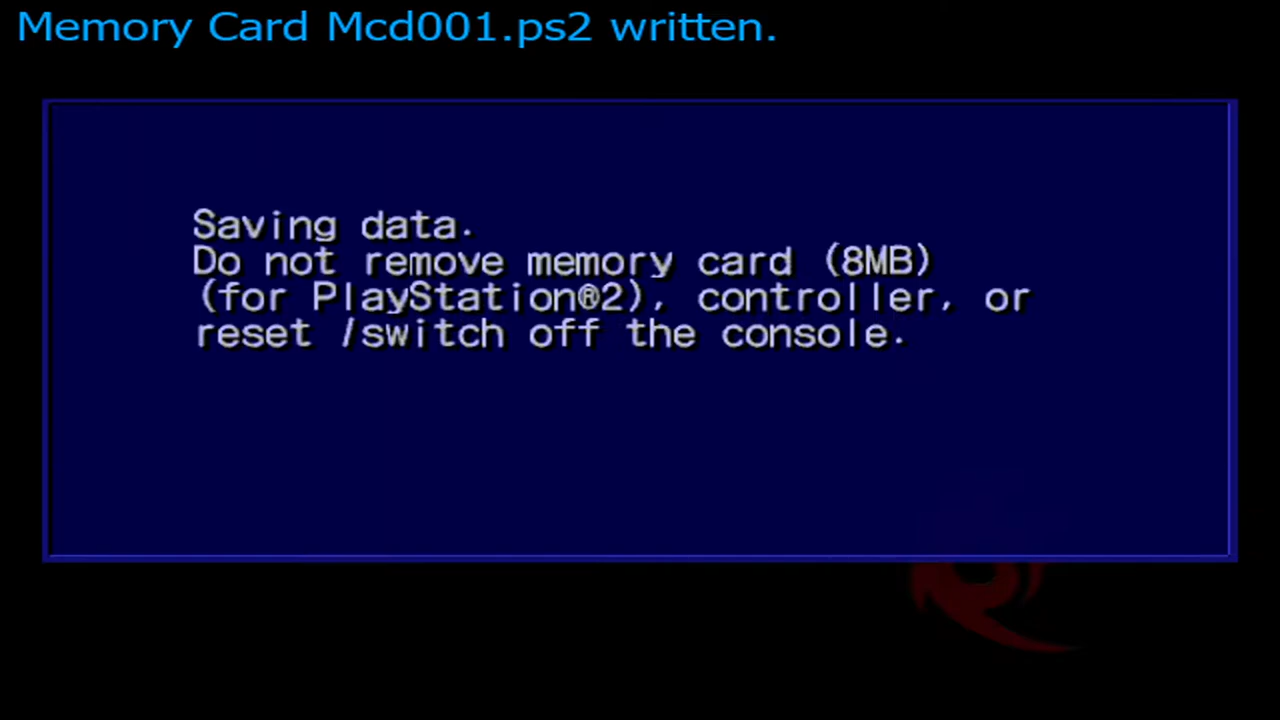 Memory Card Mcd001.ps2 written.
Saving data.
Do not remove memory card (8MB)
(for PlayStation®2), controller, or
reset /switch off the console.